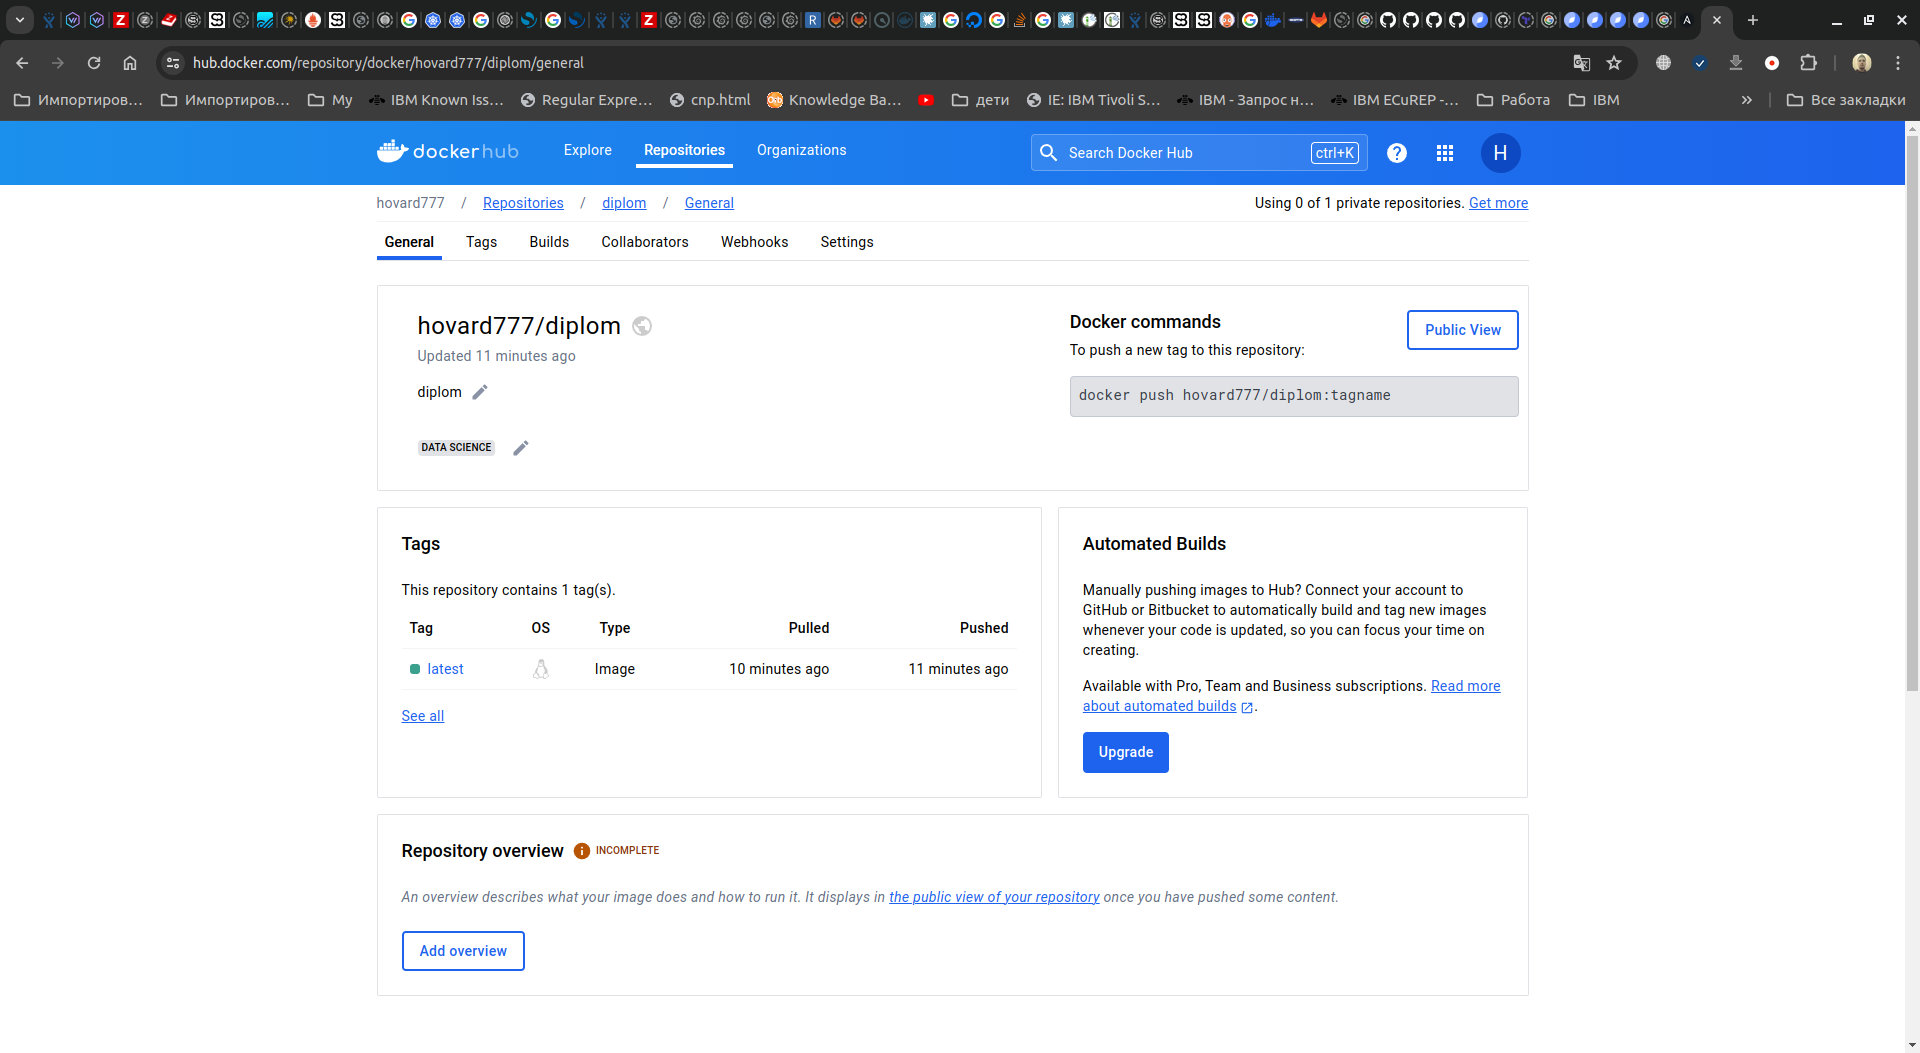 hub.docker.com/repository/docker/hovard777/diplom/general
Импортиров… Импортиров… My IBM Known Iss… Regular Expre… cnp.html Knowledge Ba… дети IE: IBM Tivoli S… IBM - Запрос н… IBM ECuREP -… Работа IBM » Все закладки
dockerhub Explore Repositories Organizations Search Docker Hub ctrl+K ? H
hovard777 / Repositories / diplom / General Using 0 of 1 private repositories. Get more
General Tags Builds Collaborators Webhooks Settings
hovard777/diplom
Updated 11 minutes ago
diplom
DATA SCIENCE
Docker commands
Public View
To push a new tag to this repository:
docker push hovard777/diplom:tagname
Tags
This repository contains 1 tag(s).
Tag OS Type Pulled Pushed
latest Image 10 minutes ago 11 minutes ago
See all
Automated Builds
Manually pushing images to Hub? Connect your account to
GitHub or Bitbucket to automatically build and tag new images
whenever your code is updated, so you can focus your time on
creating.
Available with Pro, Team and Business subscriptions. Read more
about automated builds .
Upgrade
Repository overview INCOMPLETE
An overview describes what your image does and how to run it. It displays in the public view of your repository once you have pushed some content.
Add overview